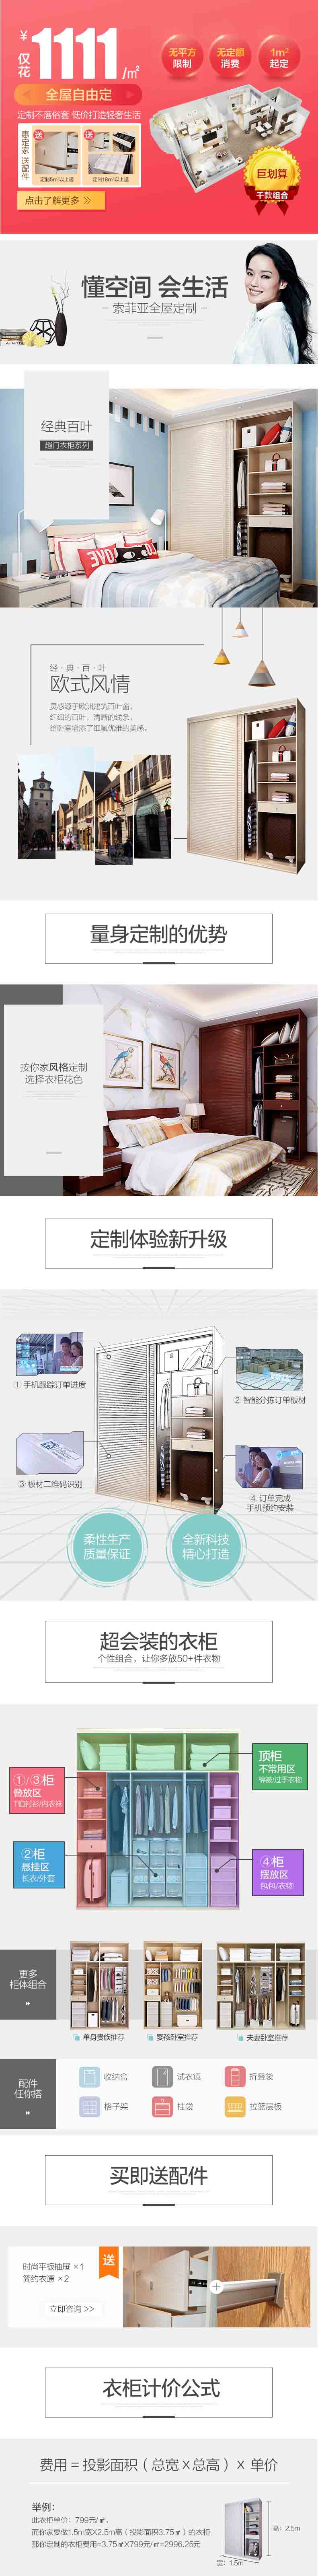 ¥
仅花
1111/㎡
无平方
限制
无定额
消费
1m²
起定
全屋自由定
定制不落俗套 低价打造轻奢生活
惠定家 送配件
送
送
定制5m²以上送
定制18m²以上送
点击了解更多
巨划算
千款组合
懂空间 会生活
- 索菲亚全屋定制 -
经典百叶
趟门衣柜系列
LOVE
经·典·百·叶
欧式风情
灵感源于欧洲建筑百叶窗,
纤细的百叶，清晰的线条,
给卧室增添了细腻优雅的美感。
量身定制的优势
按你家风格定制
选择衣柜花色
定制体验新升级
① 手机跟踪订单进度
② 智能分拣订单板材
③ 板材二维码识别
④ 订单完成
手机预约安装
柔性生产
质量保证
全新科技
精心打造
超会装的衣柜
个性组合，让你多放50+件衣物
顶柜
不常用区
棉被/过季衣物
①/③柜
叠放区
T恤衬衫/内衣袜
②柜
悬挂区
长衣/外套
④柜
摆放区
包包/衣物
更多
柜体组合
单身贵族推荐
婴孩卧室推荐
夫妻卧室推荐
配件
任你搭
收纳盒
试衣镜
折叠袋
格子架
挂袋
拉篮层板
买即送配件
时尚平板抽屉 ×1
简约衣通 ×2
立即咨询 >>
送
衣柜计价公式
费用 = 投影面积（总宽 x 总高） x 单价
举例：
此衣柜单价：799元/㎡,
而你家要做1.5m宽X2.5m高（投影面积3.75㎡）的衣柜
那你定制的衣柜费用=3.75㎡X799元/㎡=2996.25元
高：2.5m
宽：1.5m